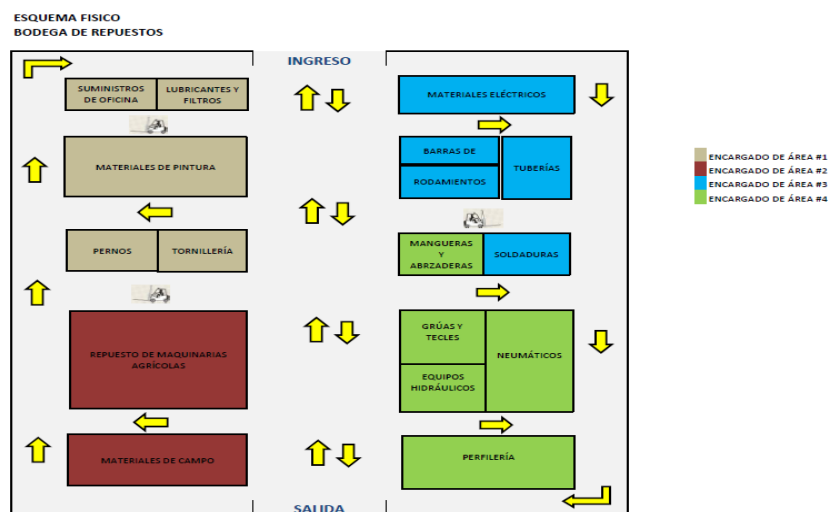 ESQUEMA FISICO
BODEGA DE REPUESTOS
INGRESO
SUMINISTROS
DE OFICINA
LUBRICANTES Y
FILTROS
MATERIALES ELÉCTRICOS
MATERIALES DE PINTURA
BARRAS DE
RODAMIENTOS
TUBERÍAS
ENCARGADO DE ÁREA #1
ENCARGADO DE ÁREA #2
ENCARGADO DE ÁREA #3
ENCARGADO DE ÁREA #4
PERNOS
TORNILLERÍA
MANGUERAS
Y
ABRZADERAS
SOLDADURAS
REPUESTO DE MAQUINARIAS
AGRÍCOLAS
GRÚAS Y
TECLES
NEUMÁTICOS
EQUIPOS
HIDRÁULICOS
MATERIALES DE CAMPO
PERFILERÍA
SALIDA